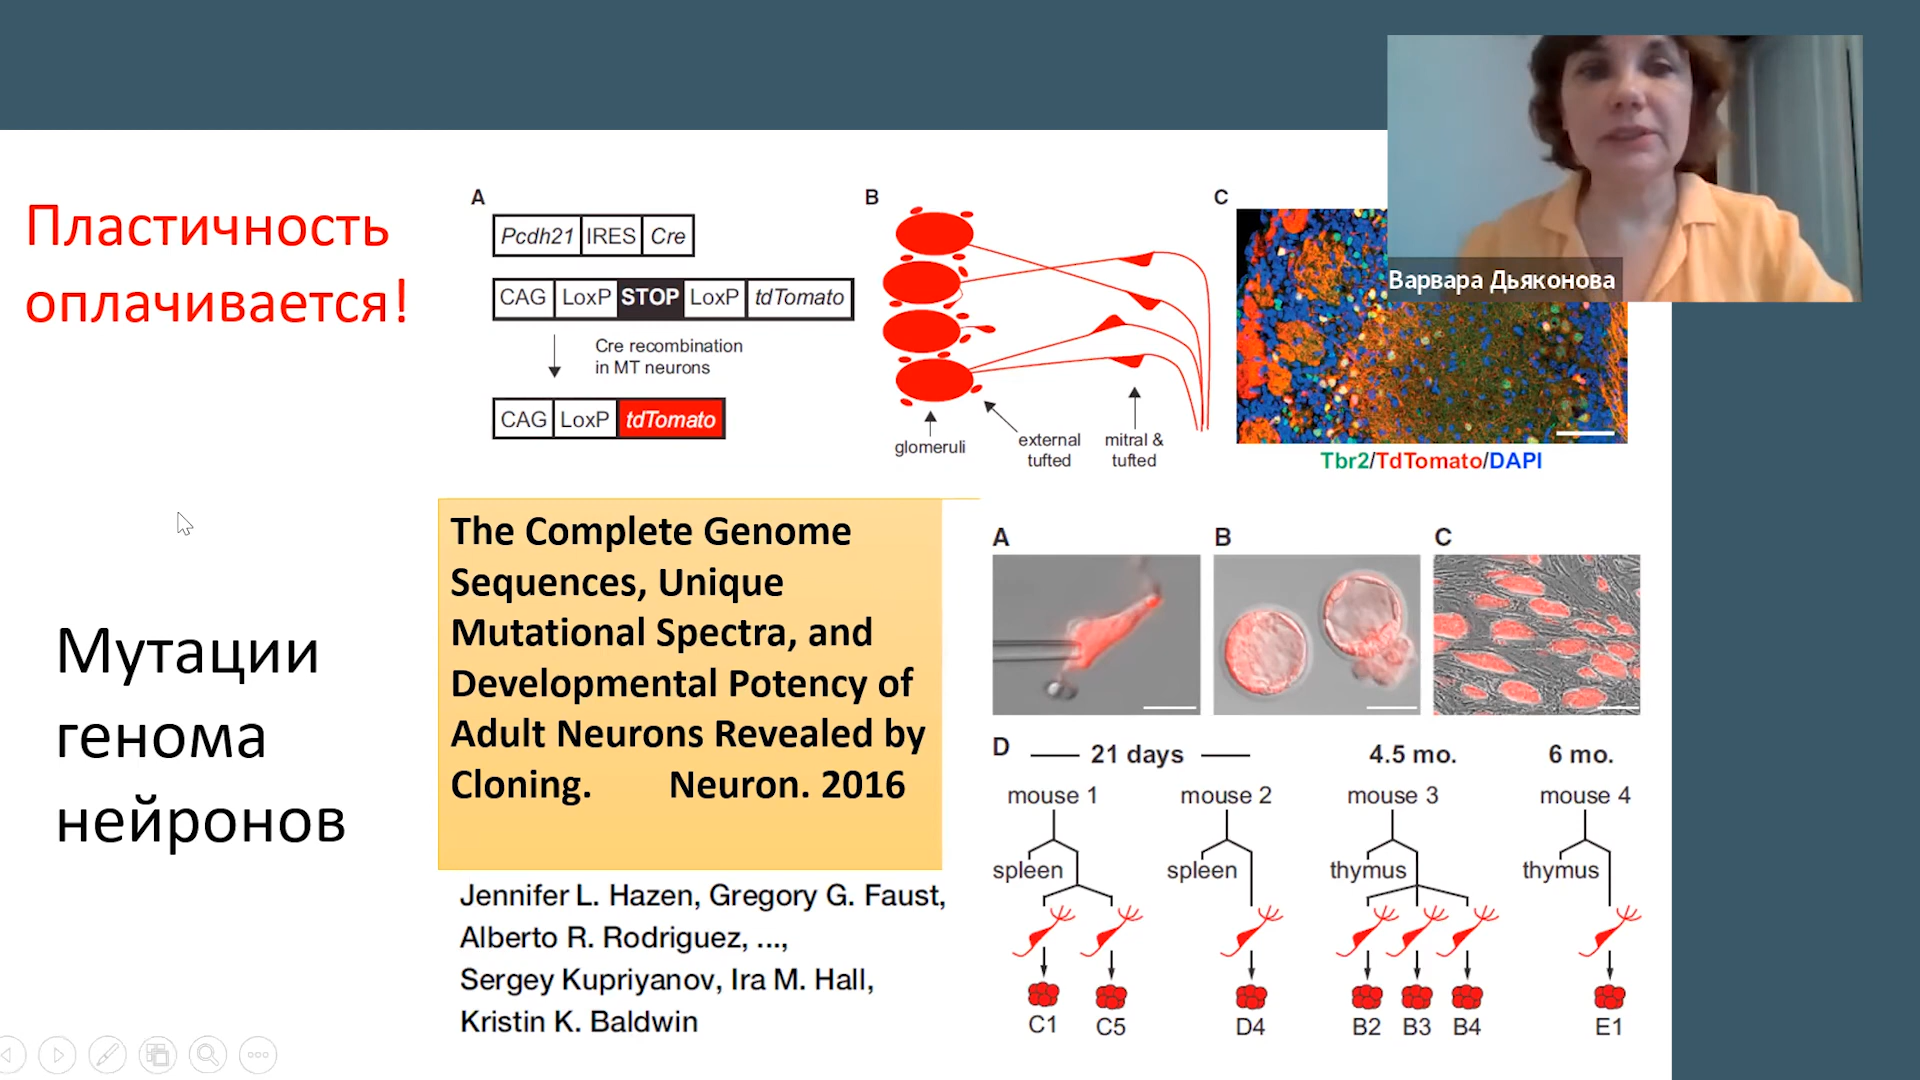 Пластичность
оплачивается!
Мутации
генома
нейронов
A
Pcdh21 IRES Cre
CAG LoxP STOP LoxP tdTomato
Cre recombination
in MT neurons
CAG LoxP tdTomato
B
glomeruli
external
tufted
mitral &
tufted
C
Tbr2/TdTomato/DAPI
Варвара Дьяконова
The Complete Genome
Sequences, Unique
Mutational Spectra, and
Developmental Potency of
Adult Neurons Revealed by
Cloning. Neuron. 2016
Jennifer L. Hazen, Gregory G. Faust,
Alberto R. Rodriguez, ...,
Sergey Kupriyanov, Ira M. Hall,
Kristin K. Baldwin
A B C
D 21 days 4.5 mo. 6 mo.
mouse 1 mouse 2 mouse 3 mouse 4
spleen spleen thymus thymus
C1 C5 D4 B2 B3 B4 E1